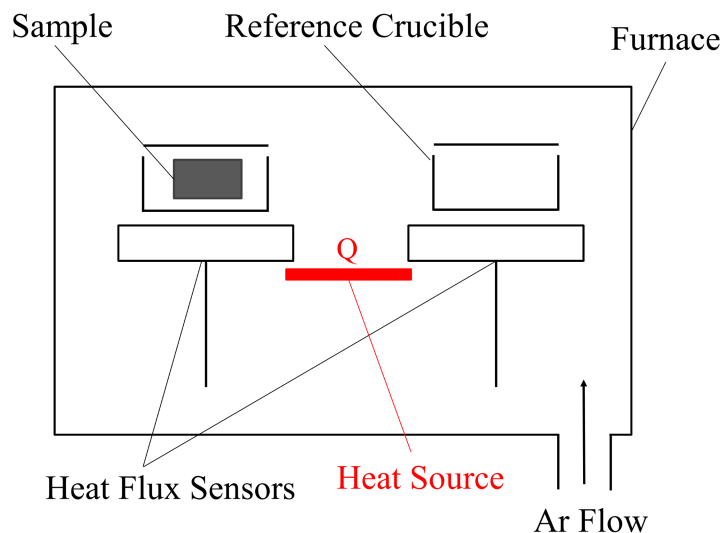 Sample
Reference Crucible
Furnace
Q
Heat Source
Heat Flux Sensors
Ar Flow